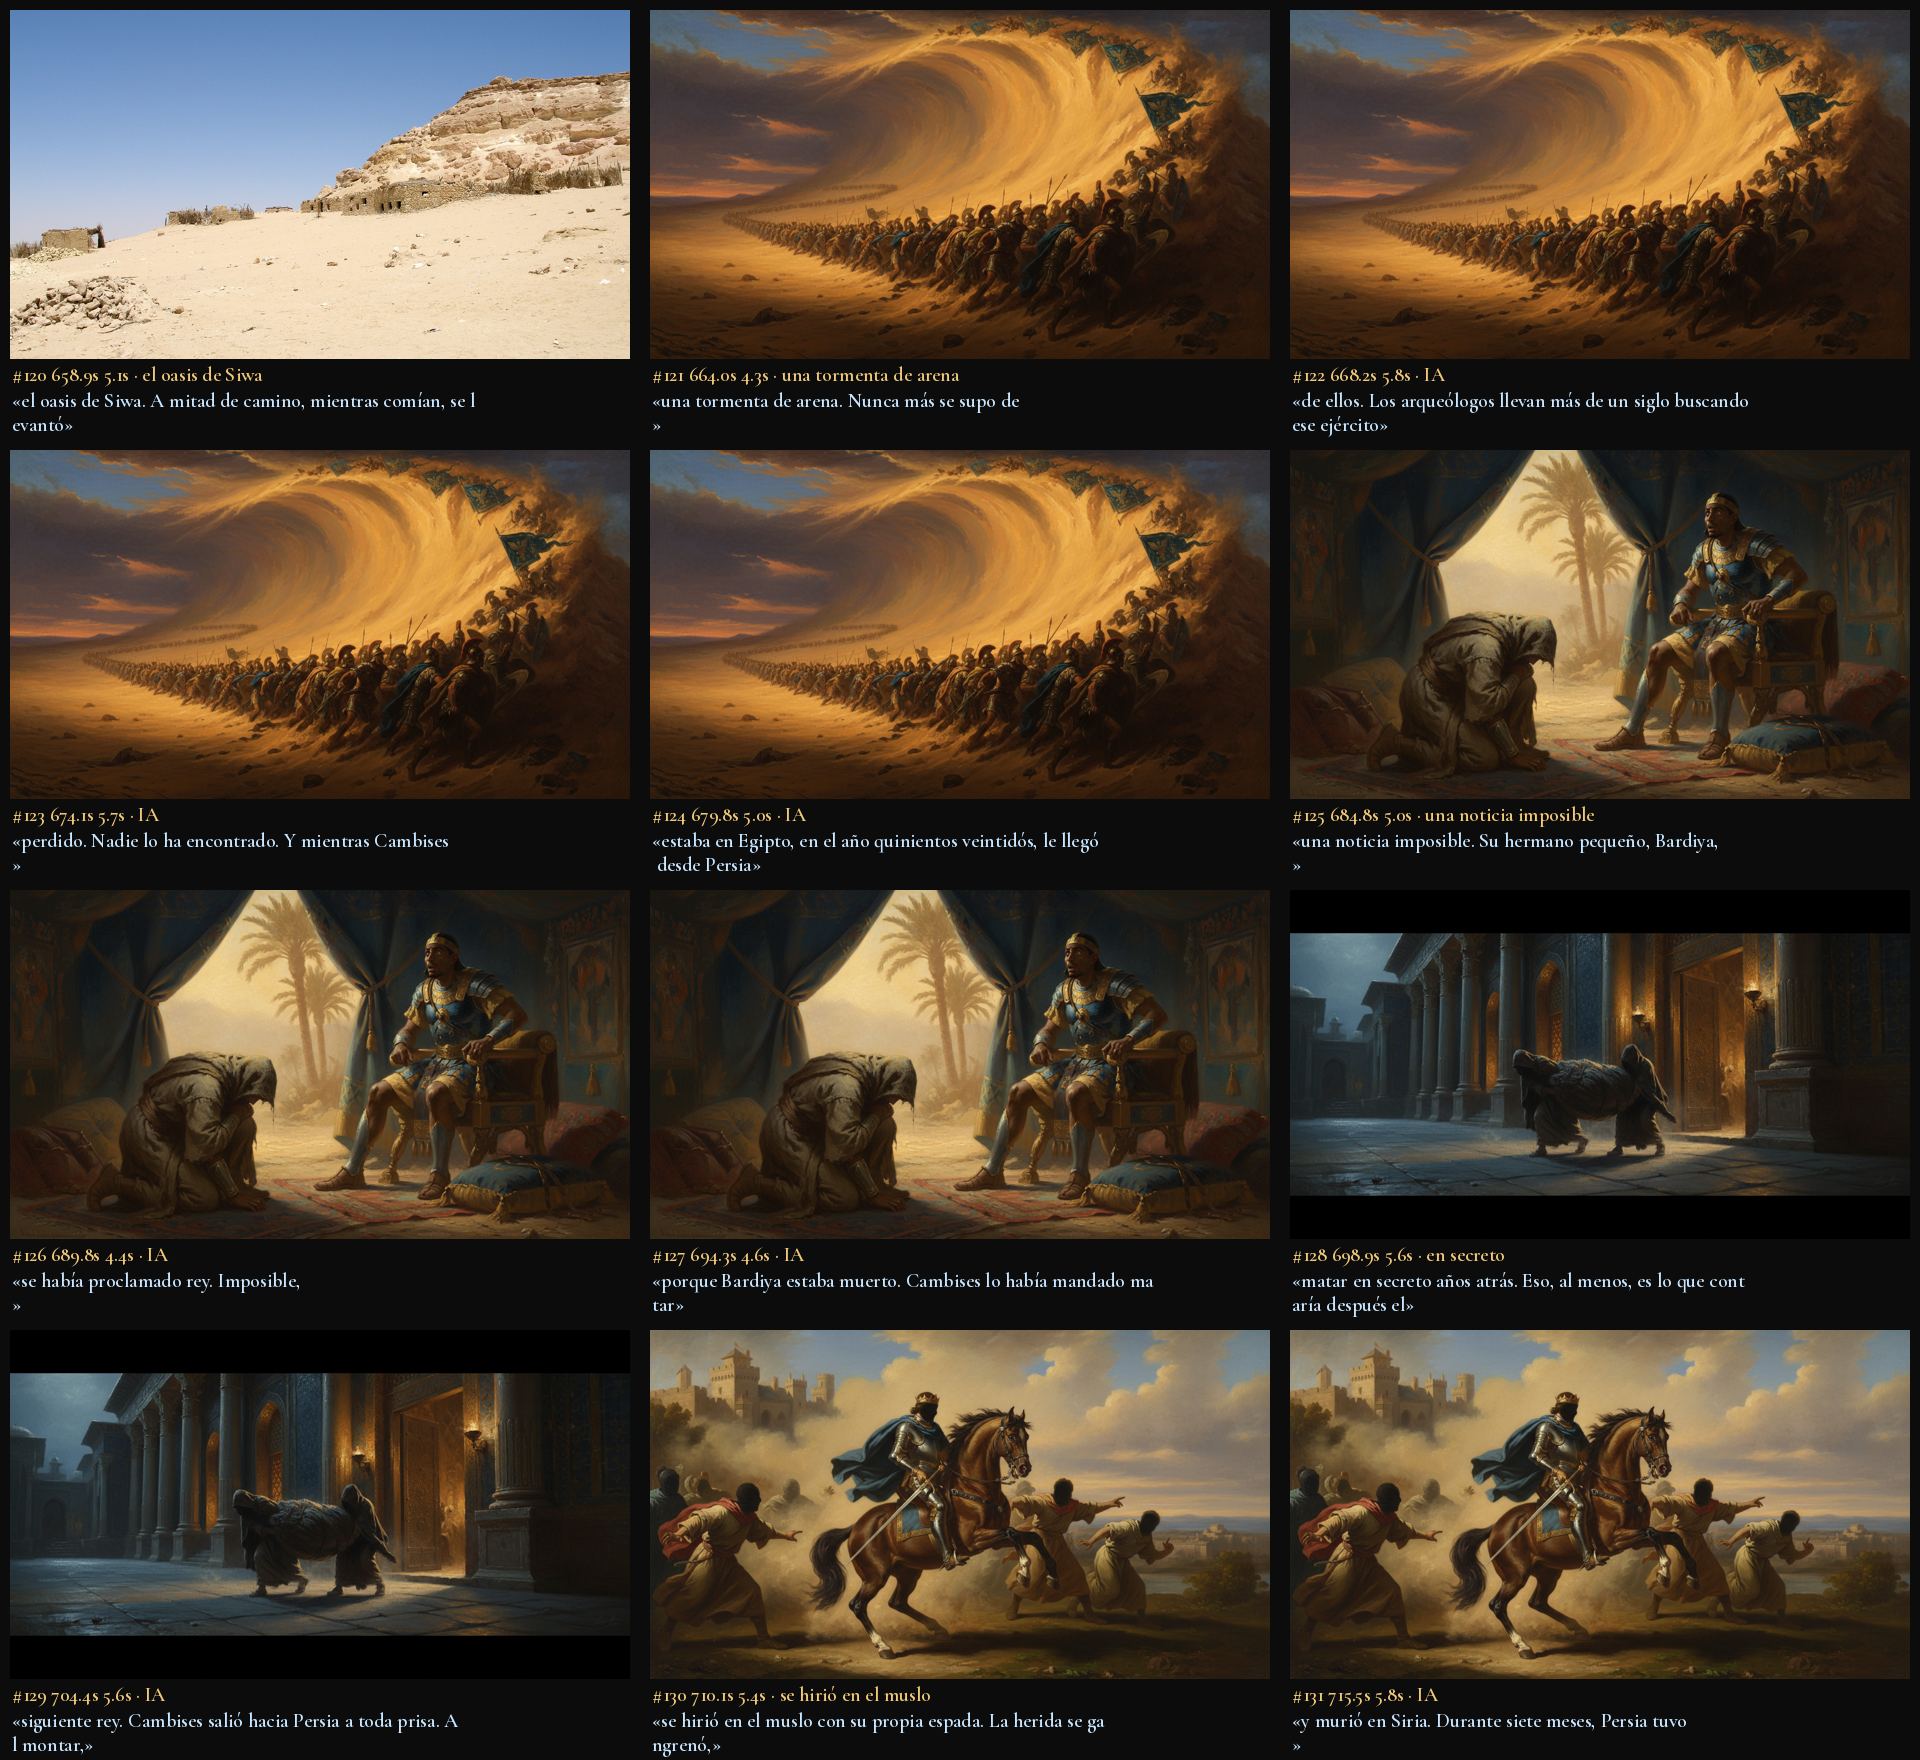 #120 658.9s 5.1s · el oasis de Siwa
«el oasis de Siwa. A mitad de camino, mientras comían, se l
evantó»
#121 664.0s 4.3s · una tormenta de arena
«una tormenta de arena. Nunca más se supo de
»
#122 668.2s 5.8s · IA
«de ellos. Los arqueólogos llevan más de un siglo buscando
ese ejército»
#123 674.1s 5.7s · IA
«perdido. Nadie lo ha encontrado. Y mientras Cambises
»
#124 679.8s 5.0s · IA
«estaba en Egipto, en el año quinientos veintidós, le llegó
desde Persia»
#125 684.8s 5.0s · una noticia imposible
«una noticia imposible. Su hermano pequeño, Bardiya,
»
#126 689.8s 4.4s · IA
«se había proclamado rey. Imposible,
»
#127 694.3s 4.6s · IA
«porque Bardiya estaba muerto. Cambises lo había mandado ma
tar»
#128 698.9s 5.6s · en secreto
«matar en secreto años atrás. Eso, al menos, es lo que cont
aría después el»
#129 704.4s 5.6s · IA
«siguiente rey. Cambises salió hacia Persia a toda prisa. A
l montar,»
#130 710.1s 5.4s · se hirió en el muslo
«se hirió en el muslo con su propia espada. La herida se ga
ngrenó,»
#131 715.5s 5.8s · IA
«y murió en Siria. Durante siete meses, Persia tuvo
»